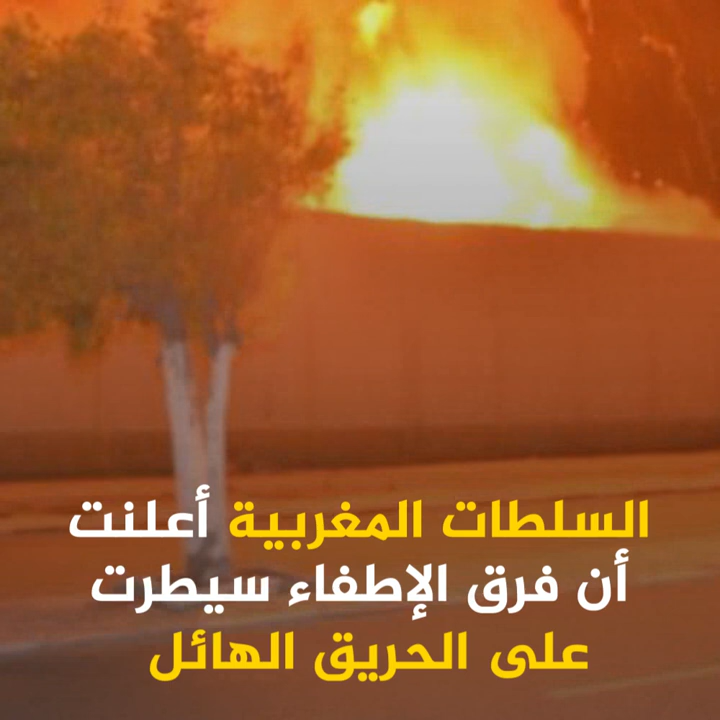 السلطات المغربية أعلنت
أن فرق الإطفاء سيطرت
على الحريق الهائل